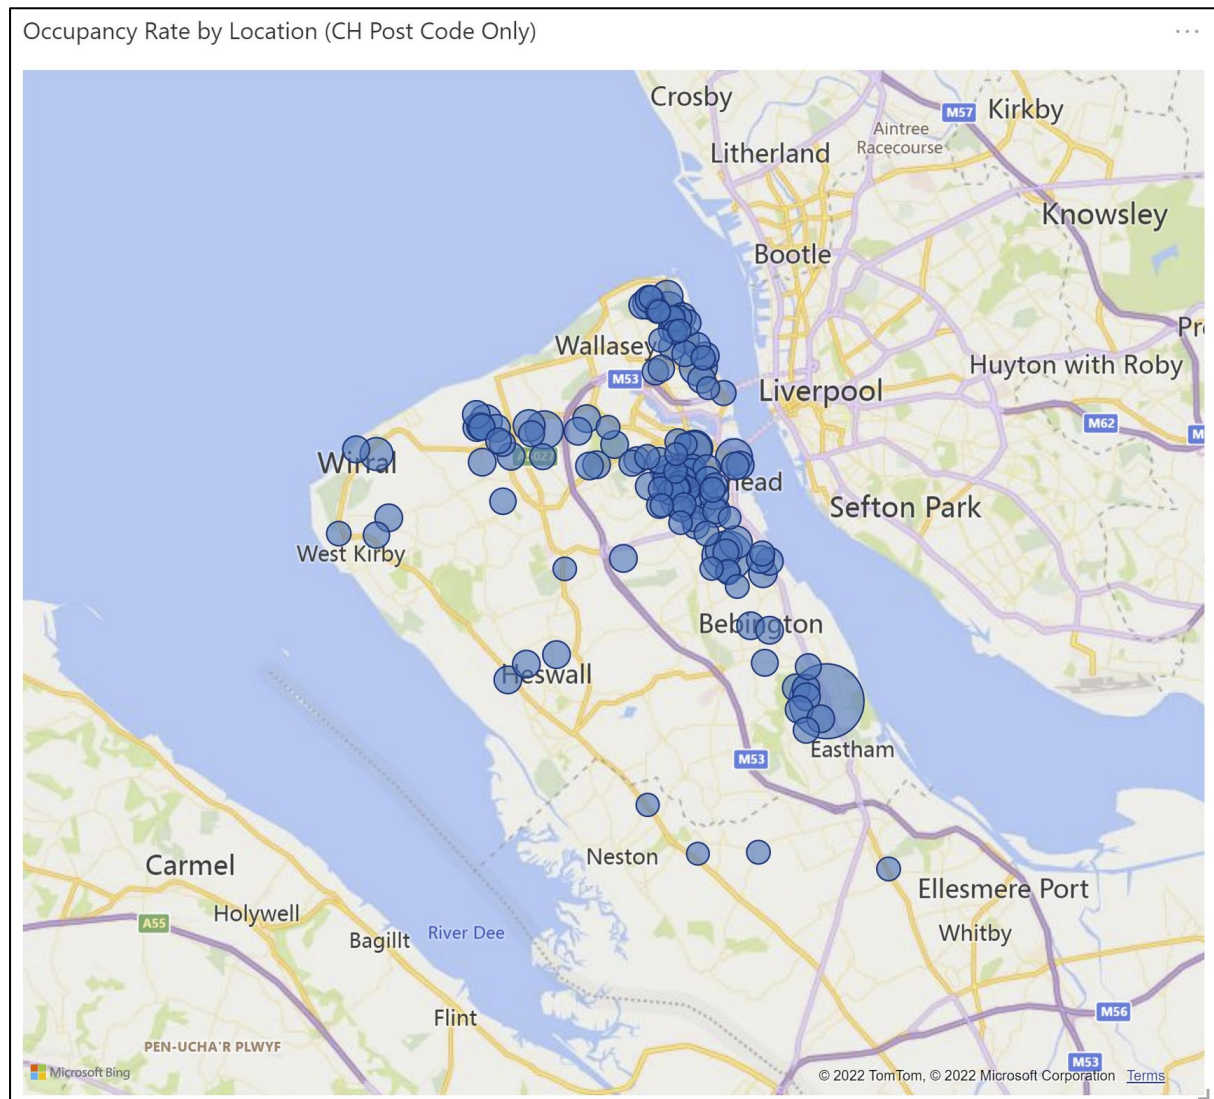 Occupancy Rate by Location (CH Post Code Only)
Crosby
M57
Kirkby
Aintree
Racecourse
Litherland
Knowsley
Bootle
Wallasey
M53
Huyton with Roby
Liverpool
M62
Wirral
head
Sefton Park
West Kirby
Bebington
Heswall
Eastham
M53
Neston
Carmel
Ellesmere Port
Holywell
A55
River Dee
Bagillt
Whitby
Flint
M56
PEN-UCHA'R PLWYF
M53
Microsoft Bing
© 2022 TomTom, © 2022 Microsoft Corporation Terms